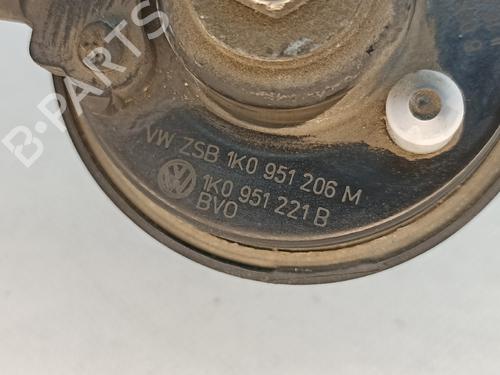 B-PARTS
VW ZSB 1K0 951 206 M
1K0 951 221 B
BVO